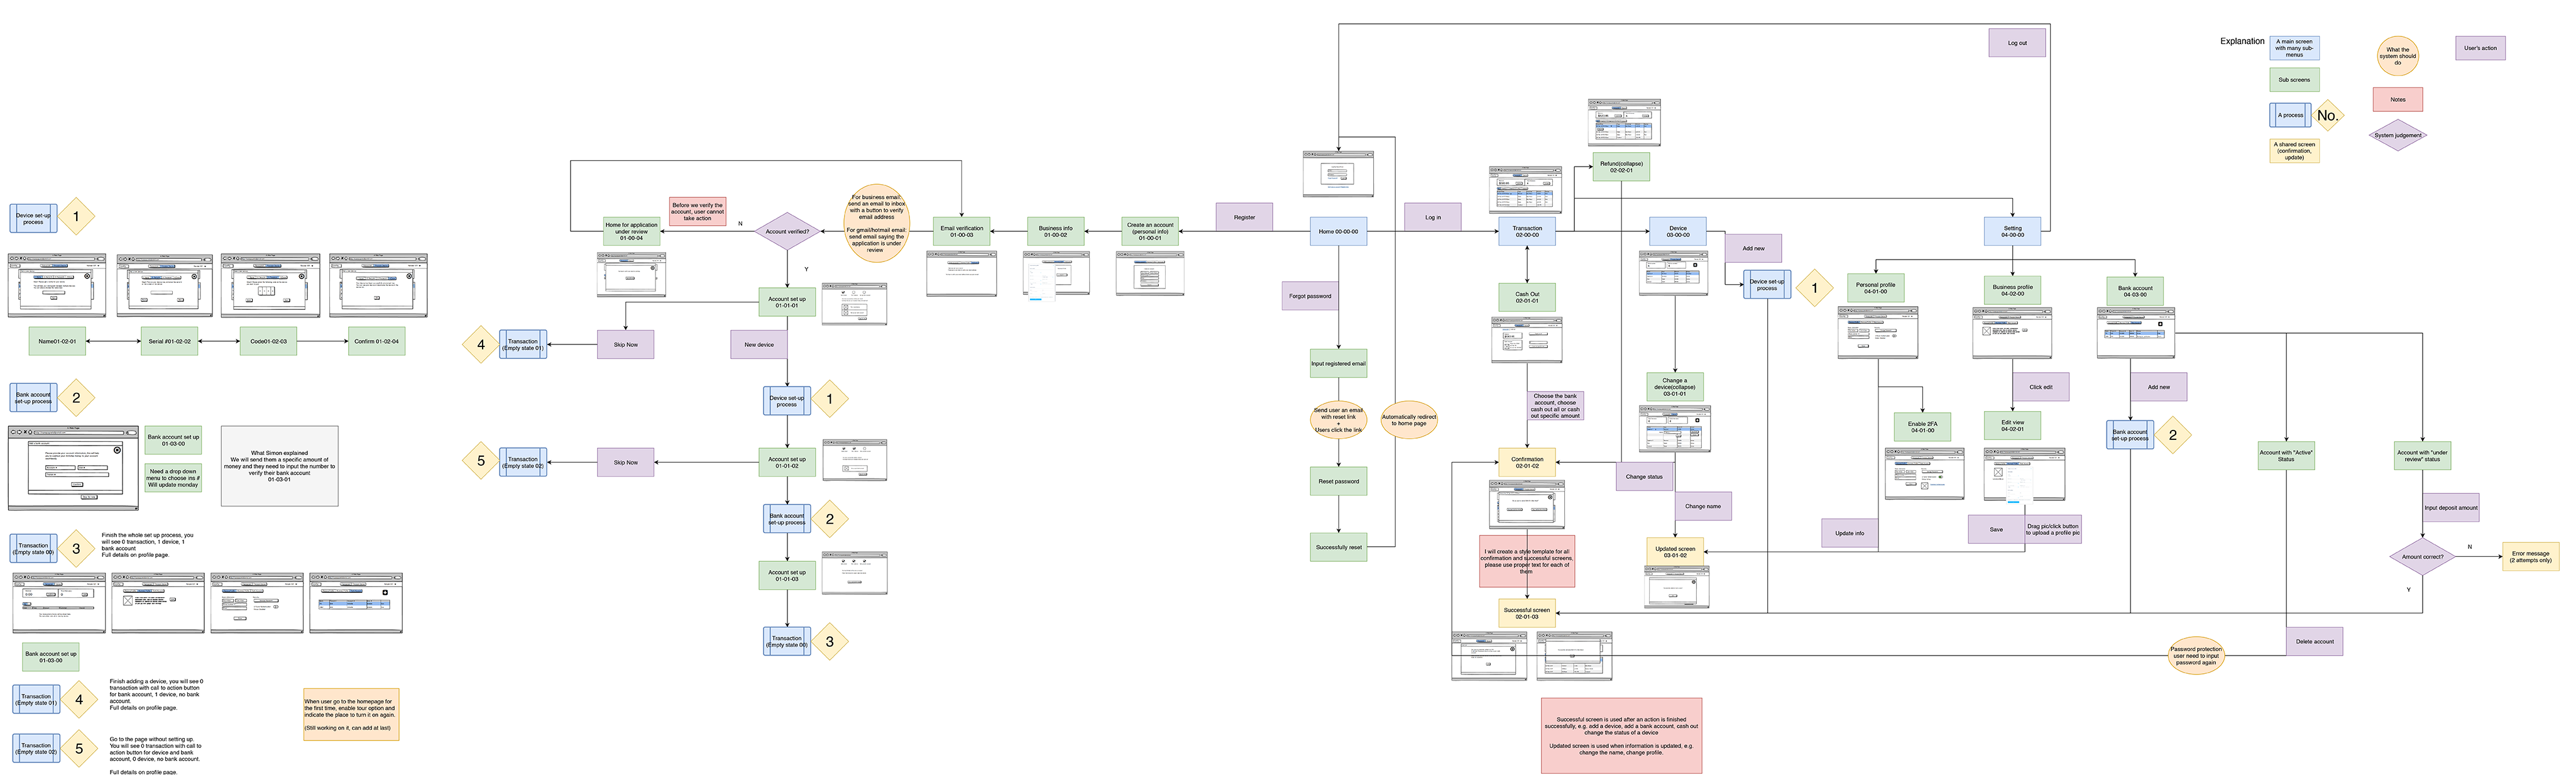 Explanation
A main screen
with many sub-
menus
What the
system should
do
User's action
Sub screens
Notes
A process
No.
System judgement
A shared screen
(confirmation,
update)
Log out
Refund(collapse)
02-02-01
Device set-up
process
1
Before we verify the
account, user cannot
take action
Home for application
under review
01-00-04
N
Account verified?
For business email:
send an email to inbox
with a button to verify
email address
For gmail/hotmail email:
send email saying the
application is under
review
Email verification
01-00-03
Business info
01-00-02
Create an account
(personal info)
01-00-01
Register
Home 00-00-00
Log in
Transaction
02-00-00
Device
03-00-00
Setting
04-00-00
Add new
Device set-up
process
1
Personal profile
04-01-00
Business profile
04-02-00
Bank account
04-03-00
Y
Account set up
01-01-01
Forgot password
Cash Out
02-01-01
Name01-02-01
Serial #01-02-02
Code01-02-03
Confirm 01-02-04
4
Transaction
(Empty state 01)
Skip Now
New device
Input registered email
Change a
device(collapse)
03-01-01
Click edit
Add new
Bank account
set-up process
2
Device set-up
process
1
Choose the bank
account, choose
cash out all or cash
out specific amount
Send user an email
with reset link
+
Users click the link
Automatically redirect
to home page
Enable 2FA
04-01-00
Edit view
04-02-01
Bank account
set-up process
2
Bank account set up
01-03-00
Need a drop down
menu to choose ins if
Will update monday
What Simon explained
We will send them a specific amount of
money and they need to input the number to
verify their bank account
01-03-01
5
Transaction
(Empty state 02)
Skip Now
Account set up
01-01-02
Reset password
Confirmation
02-01-02
Change status
Account with "Active"
Status
Account with "under
review" status
Change name
Input deposit amount
Bank account
set-up process
2
Transaction
(Empty state 00)
3
Finish the whole set up process, you
will see 0 transaction, 1 device, 1
bank account
Full details on profile page.
Successfully reset
I will create a style template for all
confirmation and successful screens,
please use proper text for each of
them
Updated screen
03-01-02
Update info
Save
Drag pic/click button
to upload a profile pic
Amount correct?
N
Error message
(2 attempts only)
Y
Account set up
01-01-03
Successful screen
02-01-03
Transaction
(Empty state 00)
3
Delete account
Password protection
user need to input
password again
Bank account set up
01-03-00
Transaction
(Empty state 01)
4
Finish adding a device, you will see 0
transaction with call to action button
for bank account, 1 device, no bank
account.
Full details on profile page.
When user go to the homepage for
the first time, enable tour option and
indicate the place to turn it on again.
(Still working on it, can add at last)
Transaction
(Empty state 02)
5
Go to the page without setting up.
You will see 0 transaction with call to
action button for device and bank
account, 0 device, no bank account.
Full details on profile page.
Successful screen is used after an action is finished
successfully, e.g. add a device, add a bank account, cash out
change the status of a device
Updated screen is used when information is updated, e.g.
change the name, change profile.